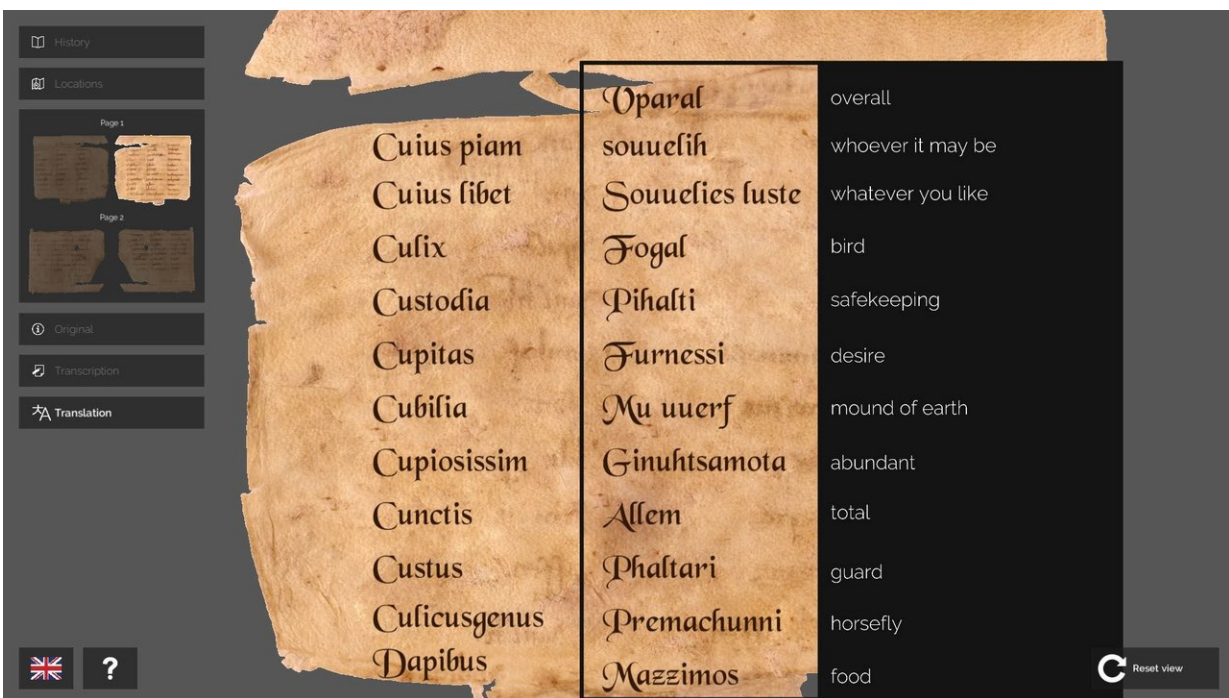 History
Locations
Page 1
Page 2
Original
Transcription
Translation
?
Vparal overall
Cuius piam souuelih whoever it may be
Cuius libet Souuelies luste whatever you like
Culix Fogal bird
Custodia Pihalti safekeeping
Cupitas Furnessi desire
Cubilia Mu uuerf mound of earth
Cupiosissim Ginuhtsamota abundant
Cunctis Allem total
Custus Phaltari guard
Culicusgenus Premachunni horsefly
Dapibus Mazzimos food
Reset view